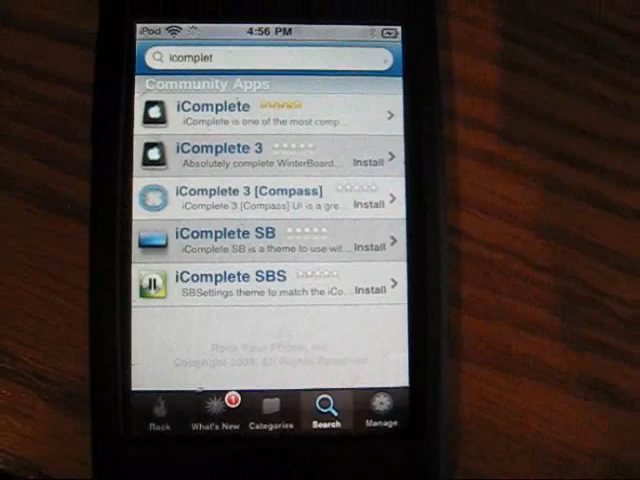 iPod 4:56 PM
icomplet
Community Apps
iComplete
iComplete is one of the most comp...
iComplete 3
Absolutely complete WinterBoard... Install
iComplete 3 [Compass]
iComplete 3 [Compass] UI is a gre... Install
iComplete SB
iComplete SB is a theme to use wit... Install
iComplete SBS
SBSettings theme to match the iCo... Install
Rock Your Phone, Inc.
Copyright 2009, All Rights Reserved
1
Rock What's New Categories Search Manage